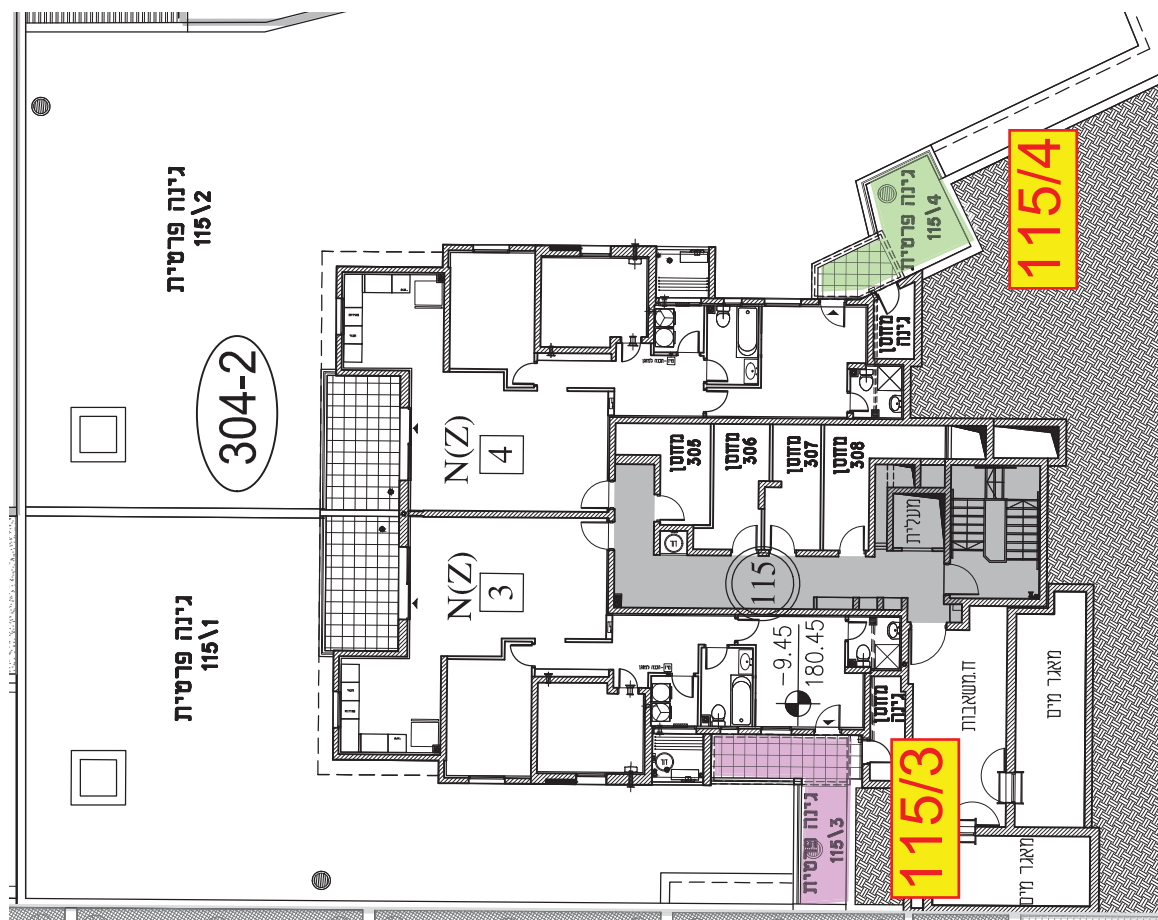 גינה פרטית
115\2
304-2
גינה פרטית
115\1
N(Z)
4
N(Z)
3
גינה פרטית
115\4
115/4
מחסן
גינה
מחסן
305
מחסן
306
מחסן
307
מחסן
308
מעלית
115
-9.45
180.45
מחסן
גינה
ח.משאבות
מאגר מים
מאגר מים
גינה פרטית
115\3
115/3